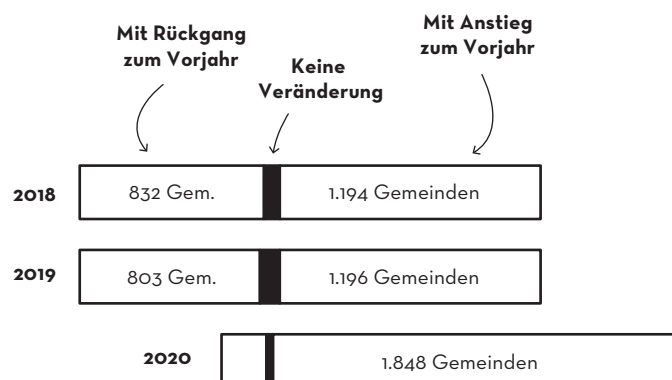 Mit Rückgang
zum Vorjahr
Keine
Veränderung
Mit Anstieg
zum Vorjahr
2018
832 Gem.
1.194 Gemeinden
2019
803 Gem.
1.196 Gemeinden
2020
1.848 Gemeinden